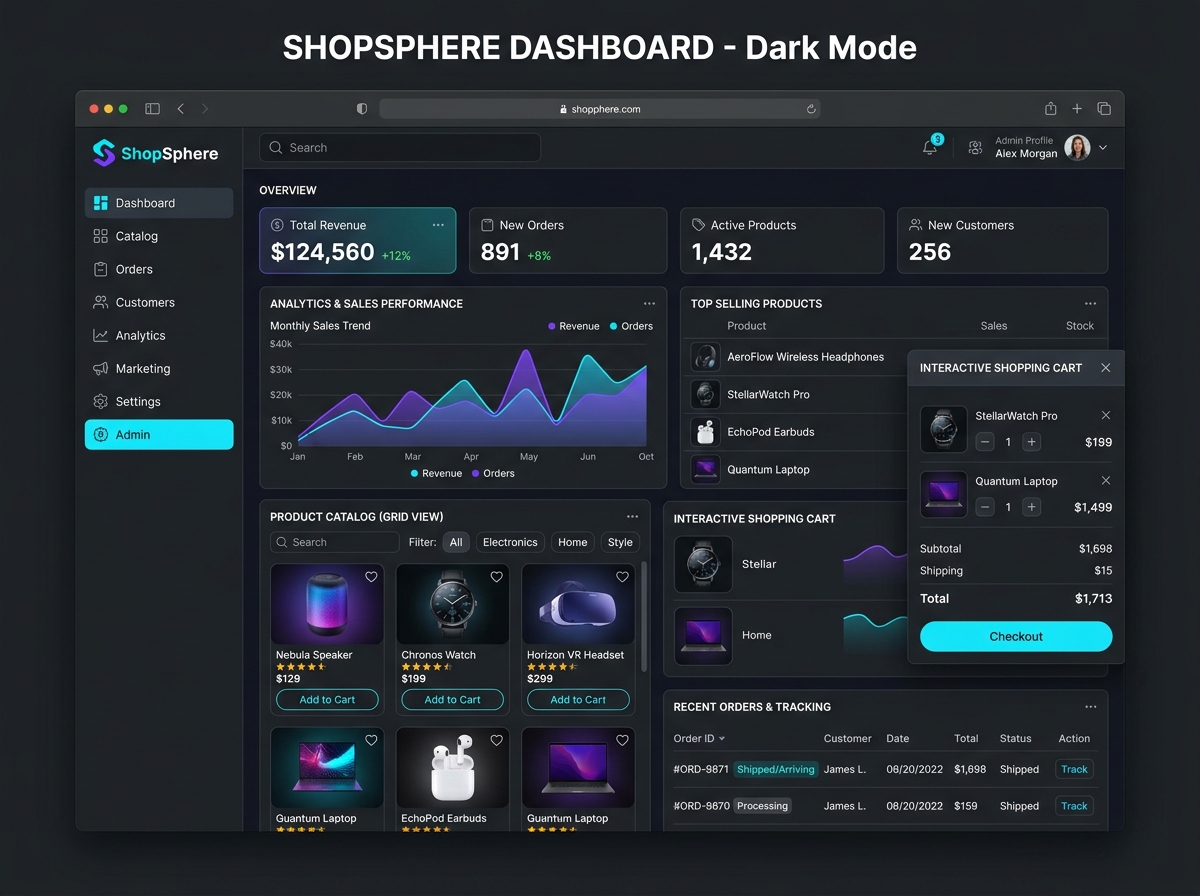 SHOPSPHERE DASHBOARD - Dark Mode
shopphere.com
ShopSphere
Search
3
Admin Profile
Alex Morgan
Dashboard
Catalog
Orders
Customers
Analytics
Marketing
Settings
Admin
OVERVIEW
Total Revenue
$124,560 +12%
New Orders
891 +8%
Active Products
1,432
New Customers
256
ANALYTICS & SALES PERFORMANCE
Monthly Sales Trend
Revenue Orders
$40k
$30k
$20k
$10k
$0
Jan Feb Mar Apr May Jun Oct
Revenue Orders
TOP SELLING PRODUCTS
Product Sales Stock
AeroFlow Wireless Headphones
StellarWatch Pro
EchoPod Earbuds
Quantum Laptop
INTERACTIVE SHOPPING CART
StellarWatch Pro
1
$199
Quantum Laptop
1
$1,499
Subtotal $1,698
Shipping $15
Total $1,713
Checkout
PRODUCT CATALOG (GRID VIEW)
Search
Filter: All Electronics Home Style
Nebula Speaker
$129
Add to Cart
Chronos Watch
$199
Add to Cart
Horizon VR Headset
$299
Add to Cart
Quantum Laptop
EchoPod Earbuds
Quantum Laptop
INTERACTIVE SHOPPING CART
Stellar
Home
RECENT ORDERS & TRACKING
Order ID Customer Date Total Status Action
#ORD-9871 Shipped/Arriving James L. 08/20/2022 $1,698 Shipped Track
#ORD-9670 Processing James L. 08/20/2022 $159 Shipped Track